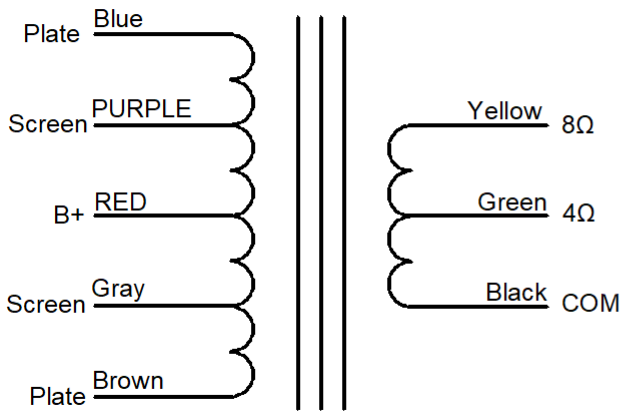 Plate Blue
Screen PURPLE
B+ RED
Screen Gray
Plate Brown
Yellow 8Ω
Green 4Ω
Black COM